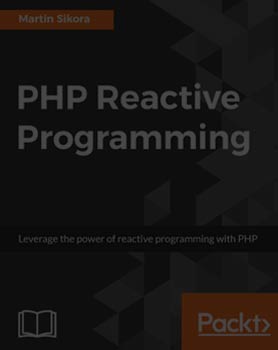 Martin Sikora
PHP Reactive
Programming
Leverage the power of reactive programming with PHP
Packt>